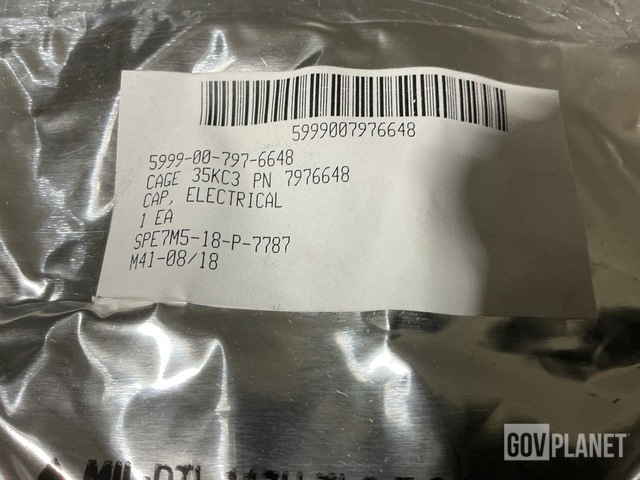 5999007976648
5999-00-797-6648
CAGE 35KC3 PN 7976648
CAP, ELECTRICAL
1 EA
SPE7M5-18-P-7787
M41-08/18
GOVPLANET